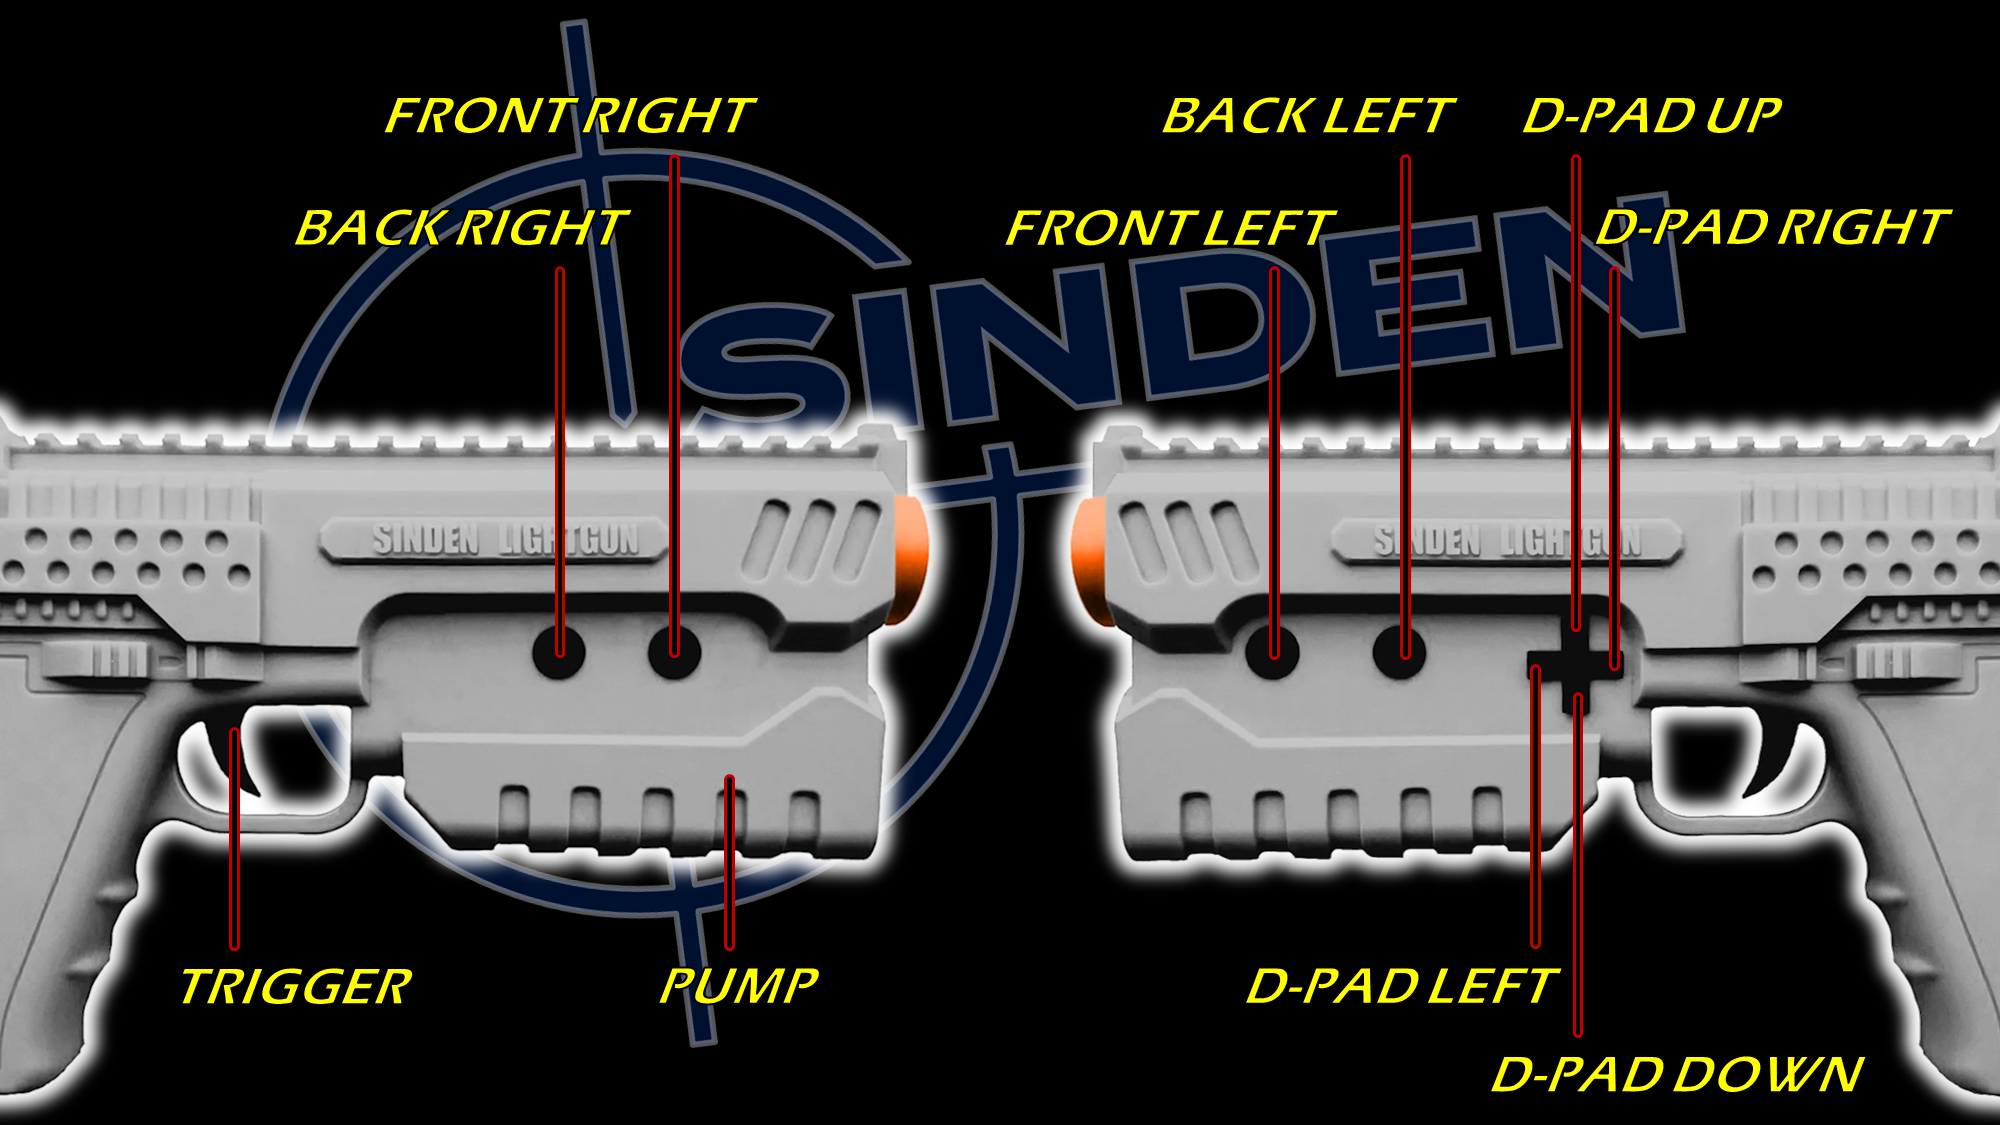 FRONT RIGHT
BACK LEFT
D-PAD UP
BACK RIGHT
FRONT LEFT
D-PAD RIGHT
SINDEN
SINDEN LIGHTGUN
SINDEN LIGHTGUN
TRIGGER
PUMP
D-PAD LEFT
D-PAD DOWN